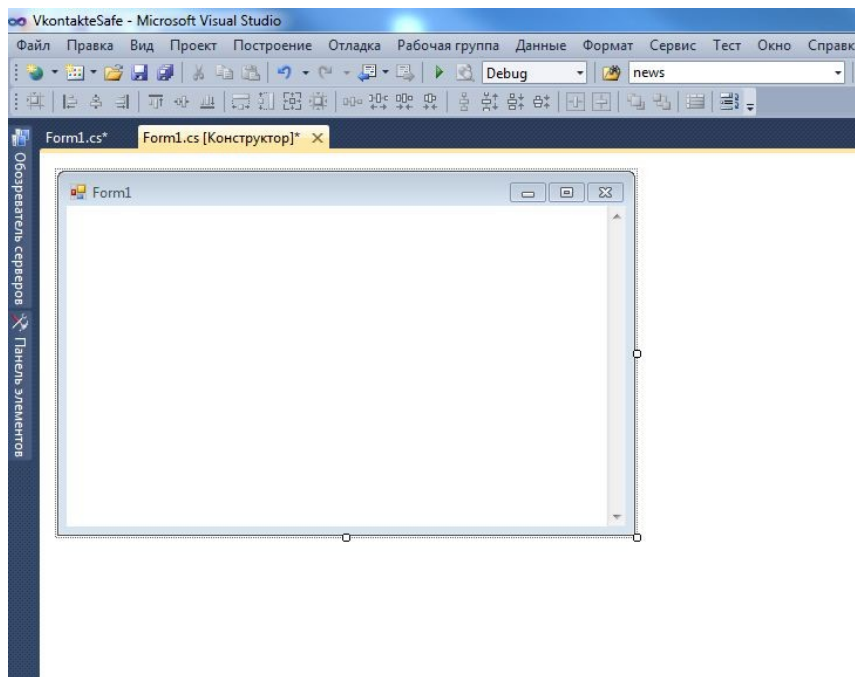 VkontakteSafe - Microsoft Visual Studio
Файл Правка Вид Проект Построение Отладка Рабочая группа Данные Формат Сервис Тест Окно Справк
Debug news
Form1.cs* Form1.cs [Конструктор]*
Form1
Обозреватель серверов
Панель элементов